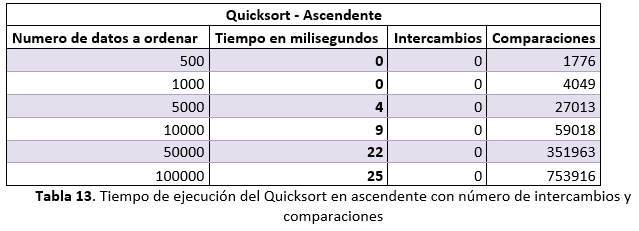 Quicksort - Ascendente
Numero de datos a ordenar Tiempo en milisegundos Intercambios Comparaciones
500 0 0 1776
1000 0 0 4049
5000 4 0 27013
10000 9 0 59018
50000 22 0 351963
100000 25 0 753916
Tabla 13. Tiempo de ejecución del Quicksort en ascendente con número de intercambios y
comparaciones